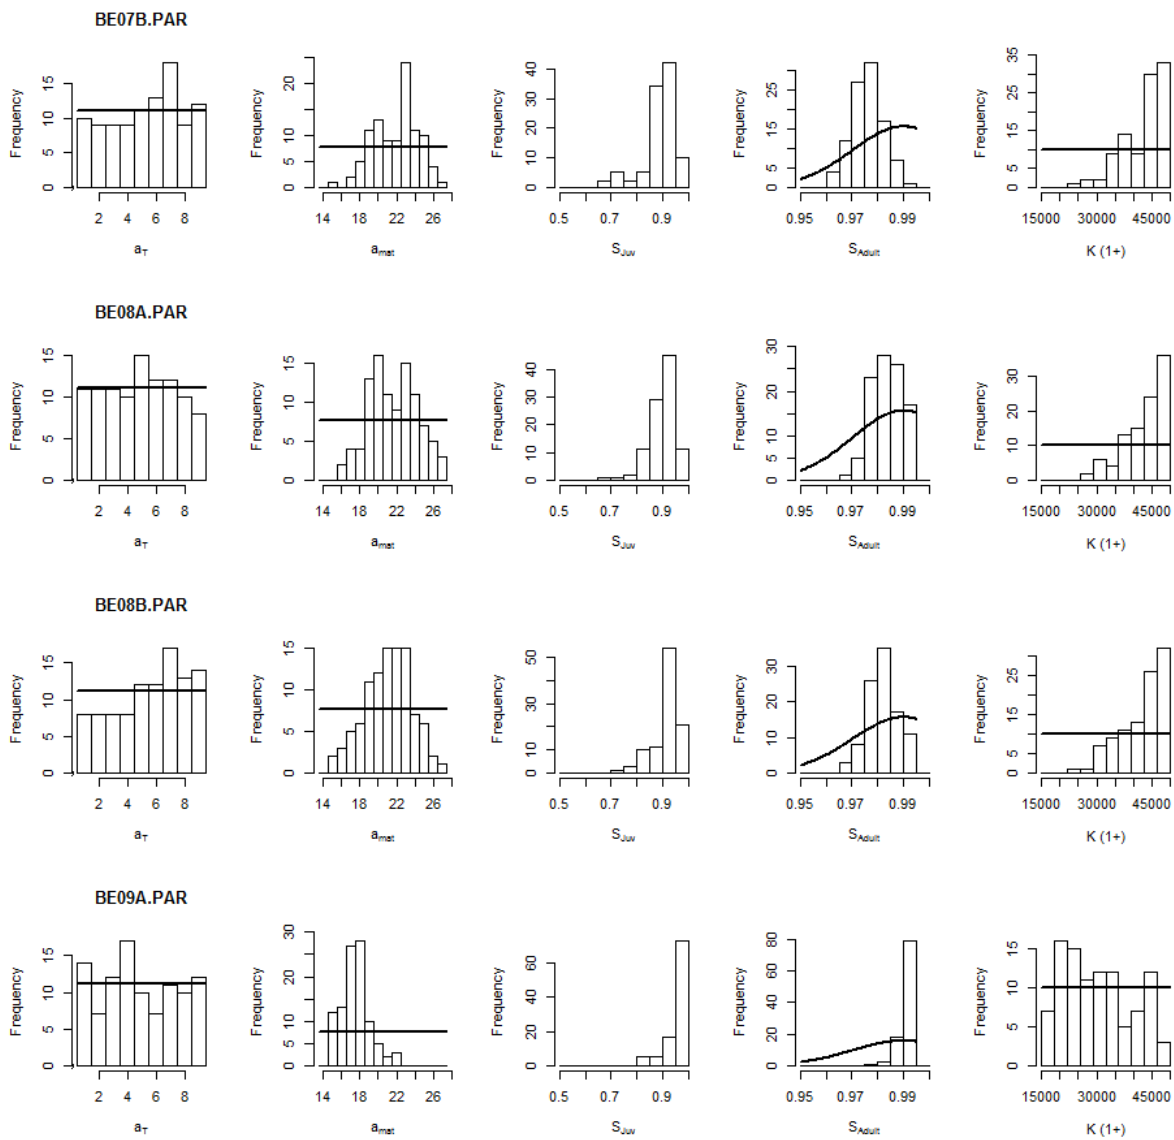 BE07B.PAR
Frequency
0 5 10 15
2 4 6 8
aT
Frequency
0 5 10 20
14 18 22 26
amat
Frequency
0 10 20 30 40
0.5 0.7 0.9
SJuv
Frequency
0 5 15 25
0.95 0.97 0.99
SAdult
Frequency
0 5 15 25 35
15000 30000 45000
K (1+)
BE08A.PAR
Frequency
0 5 10 15
2 4 6 8
aT
Frequency
0 5 10 15
14 18 22 26
amat
Frequency
0 10 20 30 40
0.5 0.7 0.9
SJuv
Frequency
0 5 10 20 30
0.95 0.97 0.99
SAdult
Frequency
0 10 20 30
15000 30000 45000
K (1+)
BE08B.PAR
Frequency
0 5 10 15
2 4 6 8
aT
Frequency
0 5 10 15
14 18 22 26
amat
Frequency
0 10 30 50
0.5 0.7 0.9
SJuv
Frequency
0 10 20 30
0.95 0.97 0.99
SAdult
Frequency
0 5 15 25
15000 30000 45000
K (1+)
BE09A.PAR
Frequency
0 5 10 15
2 4 6 8
aT
Frequency
0 5 10 20 30
14 18 22 26
amat
Frequency
0 20 40 60
0.5 0.7 0.9
SJuv
Frequency
0 20 40 60 80
0.95 0.97 0.99
SAdult
Frequency
0 5 10 15
15000 30000 45000
K (1+)